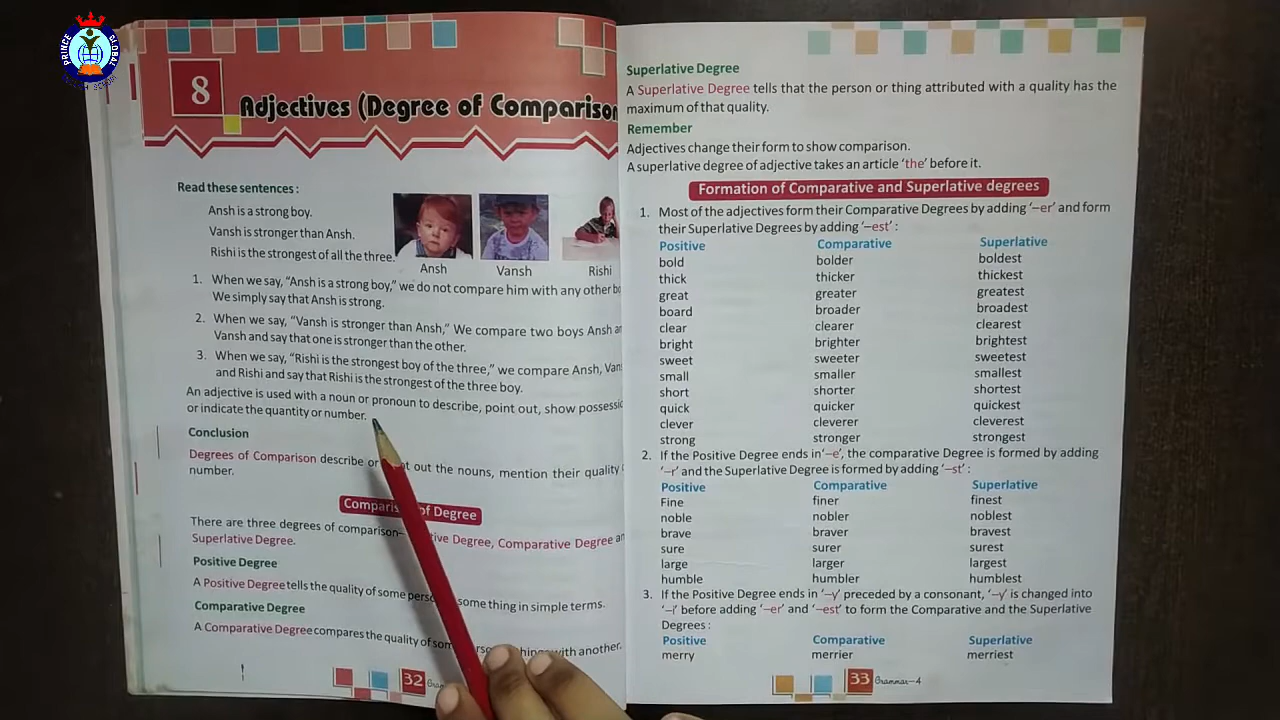 PRINCE GLOBAL
SCHOOL
8
Adjectives (Degree of Comparison
Read these sentences :
Ansh is a strong boy.
Vansh is stronger than Ansh.
Rishi is the strongest of all the three.
Ansh
Vansh
Rishi
1. When we say, “Ansh is a strong boy,” we do not compare him with any other
We simply say that Ansh is strong.
2. When we say, “Vansh is stronger than Ansh,” We compare two boys Ansh
Vansh and say that one is stronger than the other.
3. When we say, “Rishi is the strongest boy of the three,” we compare Ansh,
and Rishi and say that Rishi is the strongest of the three boy.
An adjective is used with a noun or pronoun to describe, point out, show
or indicate the quantity or number.
Conclusion
Degrees of Comparison describe or out the nouns, mention their quality
number.
of Degree
There are three degrees of comparison– Degree, Comparative Degree
Superlative Degree.
Positive Degree
A Positive Degree tells the quality of some something in simple terms.
Comparative Degree
A Comparative Degree compares the quality of with another.
32
Superlative Degree
A Superlative Degree tells that the person or thing attributed with a quality has the
maximum of that quality.
Remember
Adjectives change their form to show comparison.
A superlative degree of adjective takes an article ‘the’ before it.
Formation of Comparative and Superlative degrees
1. Most of the adjectives form their Comparative Degrees by adding ‘–er’ and form
their Superlative Degrees by adding ‘–est’ :
Positive Comparative Superlative
bold bolder boldest
thick thicker thickest
great greater greatest
board broader broadest
clear clearer clearest
bright brighter brightest
sweet sweeter sweetest
small smaller smallest
short shorter shortest
quick quicker quickest
clever cleverer cleverest
strong stronger strongest
2. If the Positive Degree ends in ‘–e’, the comparative Degree is formed by adding
‘–r’ and the Superlative Degree is formed by adding ‘–st’ :
Positive Comparative Superlative
Fine finer finest
noble nobler noblest
brave braver bravest
sure surer surest
large larger largest
humble humbler humblest
3. If the Positive Degree ends in ‘–y’ preceded by a consonant, ‘–y’ is changed into
‘–i’ before adding ‘–er’ and ‘–est’ to form the Comparative and the Superlative
Degrees :
Positive Comparative Superlative
merry merrier merriest
33 Grammar–4